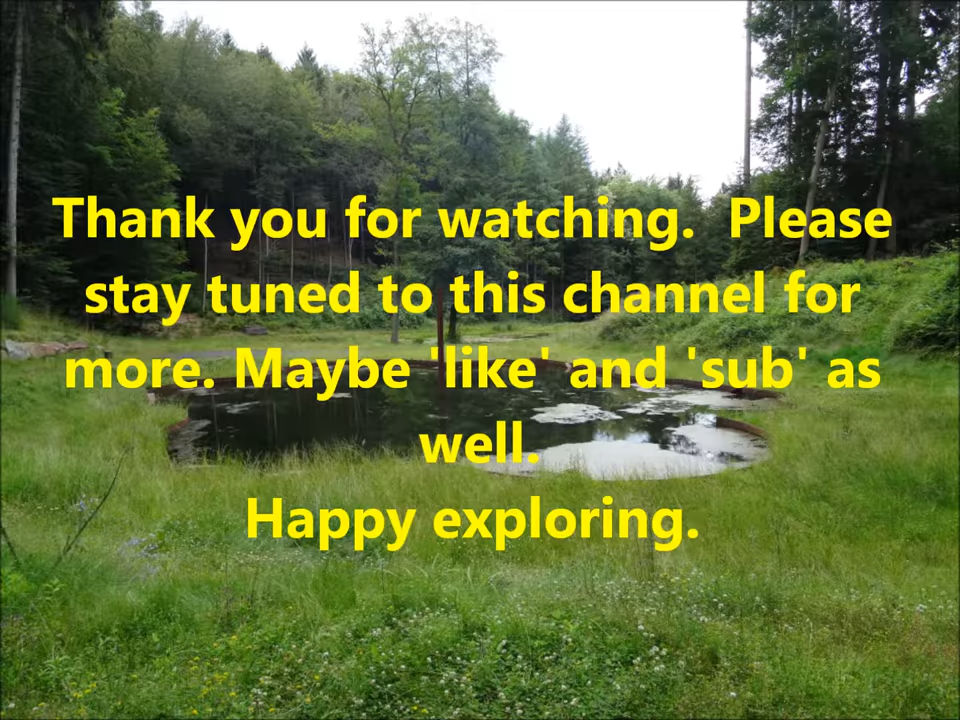 Thank you for watching.  Please
stay tuned to this channel for
more. Maybe 'like' and 'sub' as
well.
Happy exploring.